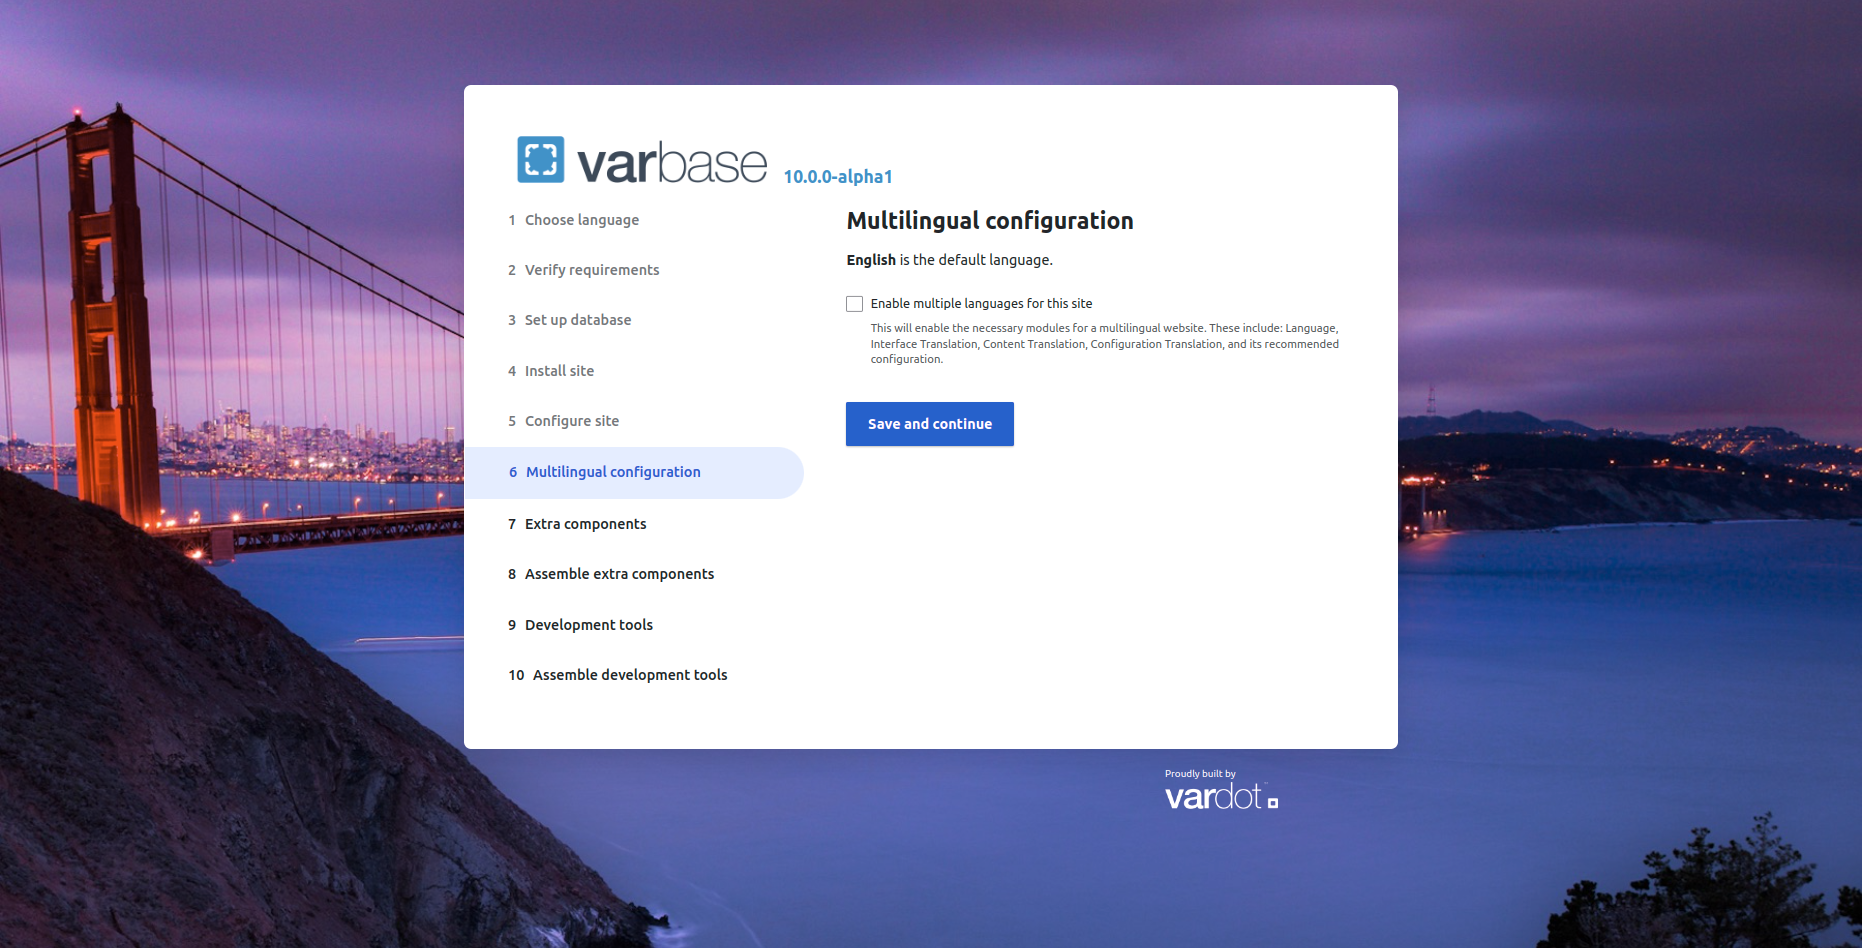 varbase 10.0.0-alpha1
1 Choose language
2 Verify requirements
3 Set up database
4 Install site
5 Configure site
6 Multilingual configuration
7 Extra components
8 Assemble extra components
9 Development tools
10 Assemble development tools
Multilingual configuration
English is the default language.
Enable multiple languages for this site
This will enable the necessary modules for a multilingual website. These include: Language,
Interface Translation, Content Translation, Configuration Translation, and its recommended
configuration.
Save and continue
Proudly built by
vardot